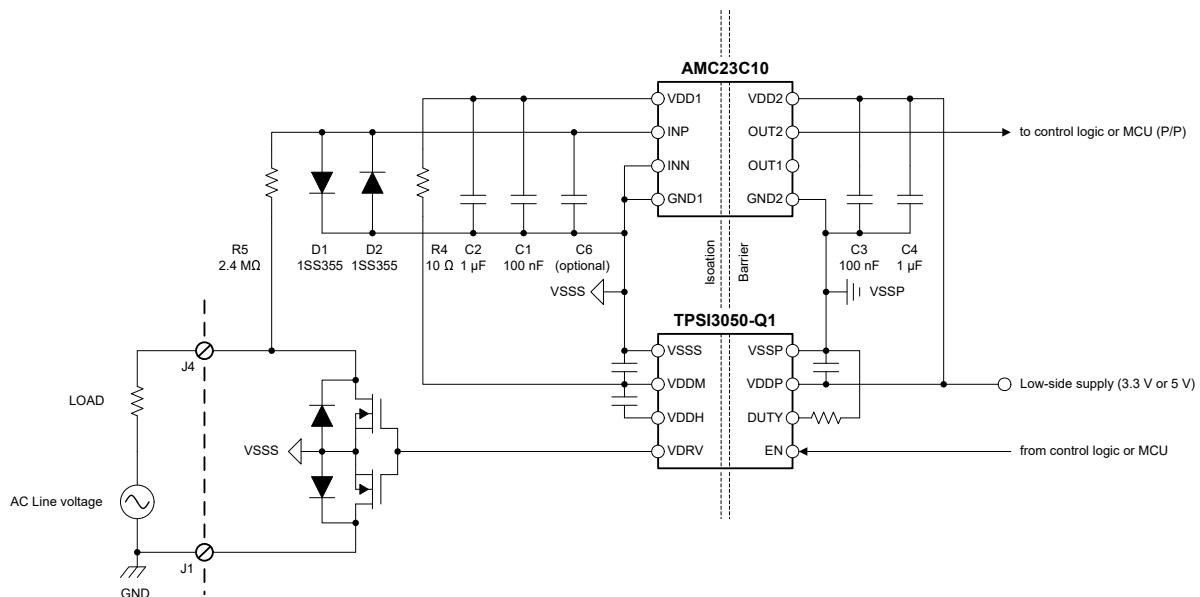 AMC23C10
VDD1
VDD2
INP
OUT2
to control logic or MCU (P/P)
INN
OUT1
GND1
GND2
R5
2.4 MΩ
D1
1SS355
D2
1SS355
R4
10 Ω
C2
1 µF
C1
100 nF
C6
(optional)
C3
100 nF
C4
1 µF
Isoation
Barrier
VSSS
VSSP
TPSI3050-Q1
VSSS
VSSP
VDDM
VDDP
Low-side supply (3.3 V or 5 V)
VDDH
DUTY
VDRV
EN
from control logic or MCU
J4
LOAD
VSSS
AC Line voltage
J1
GND